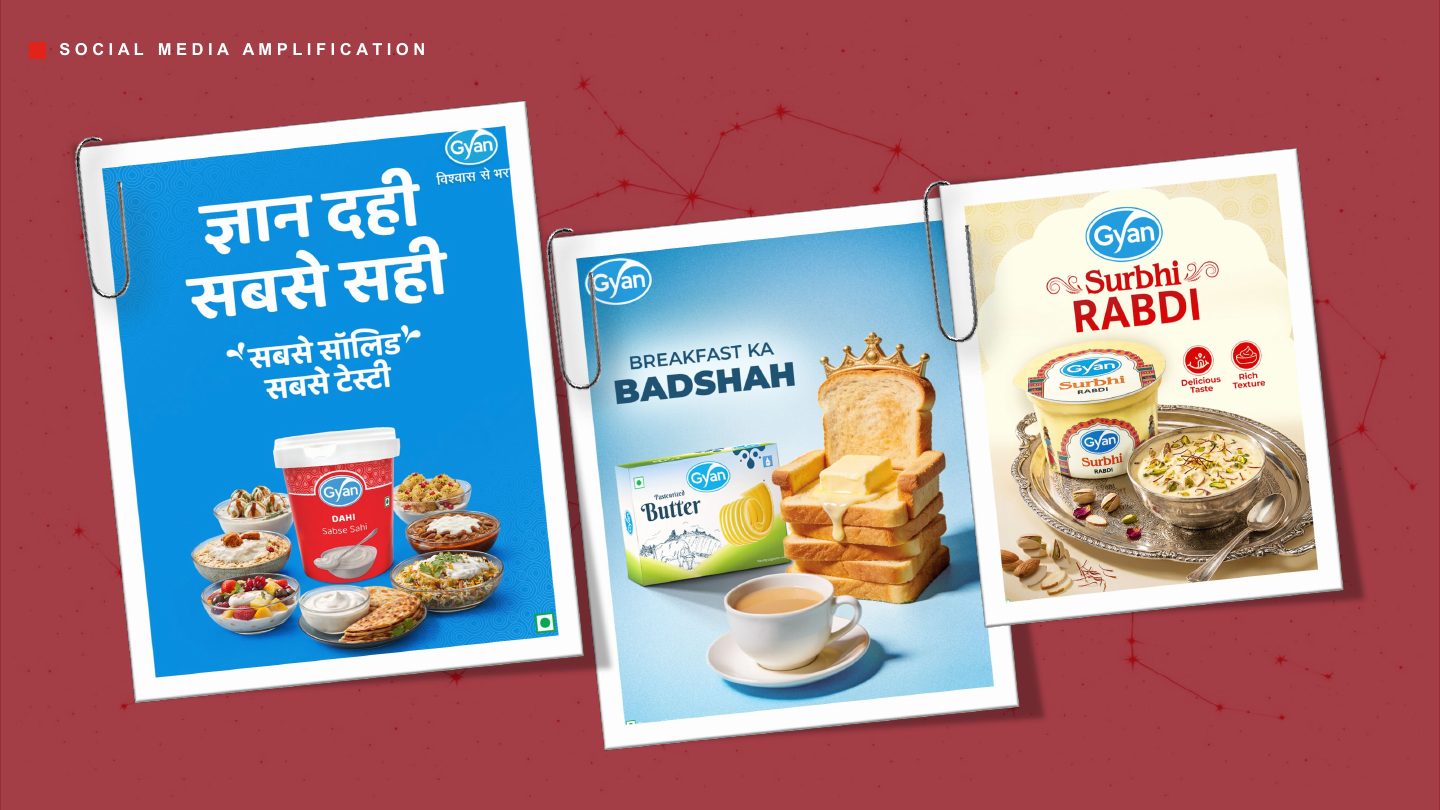 SOCIAL MEDIA AMPLIFICATION
Gyan
विश्वास से भर
ज्ञान दही
सबसे सही
सबसे सॉलिड
सबसे टेस्टी
Gyan
DAHI
Sabse Sahi
Gyan
BREAKFAST KA
BADSHAH
Gyan
Pasteurized
Butter
Gyan
Surbhi
RABDI
Delicious
Taste
Rich
Texture
Gyan
Surbhi
RABDI
Gyan
Surbhi
RABDI